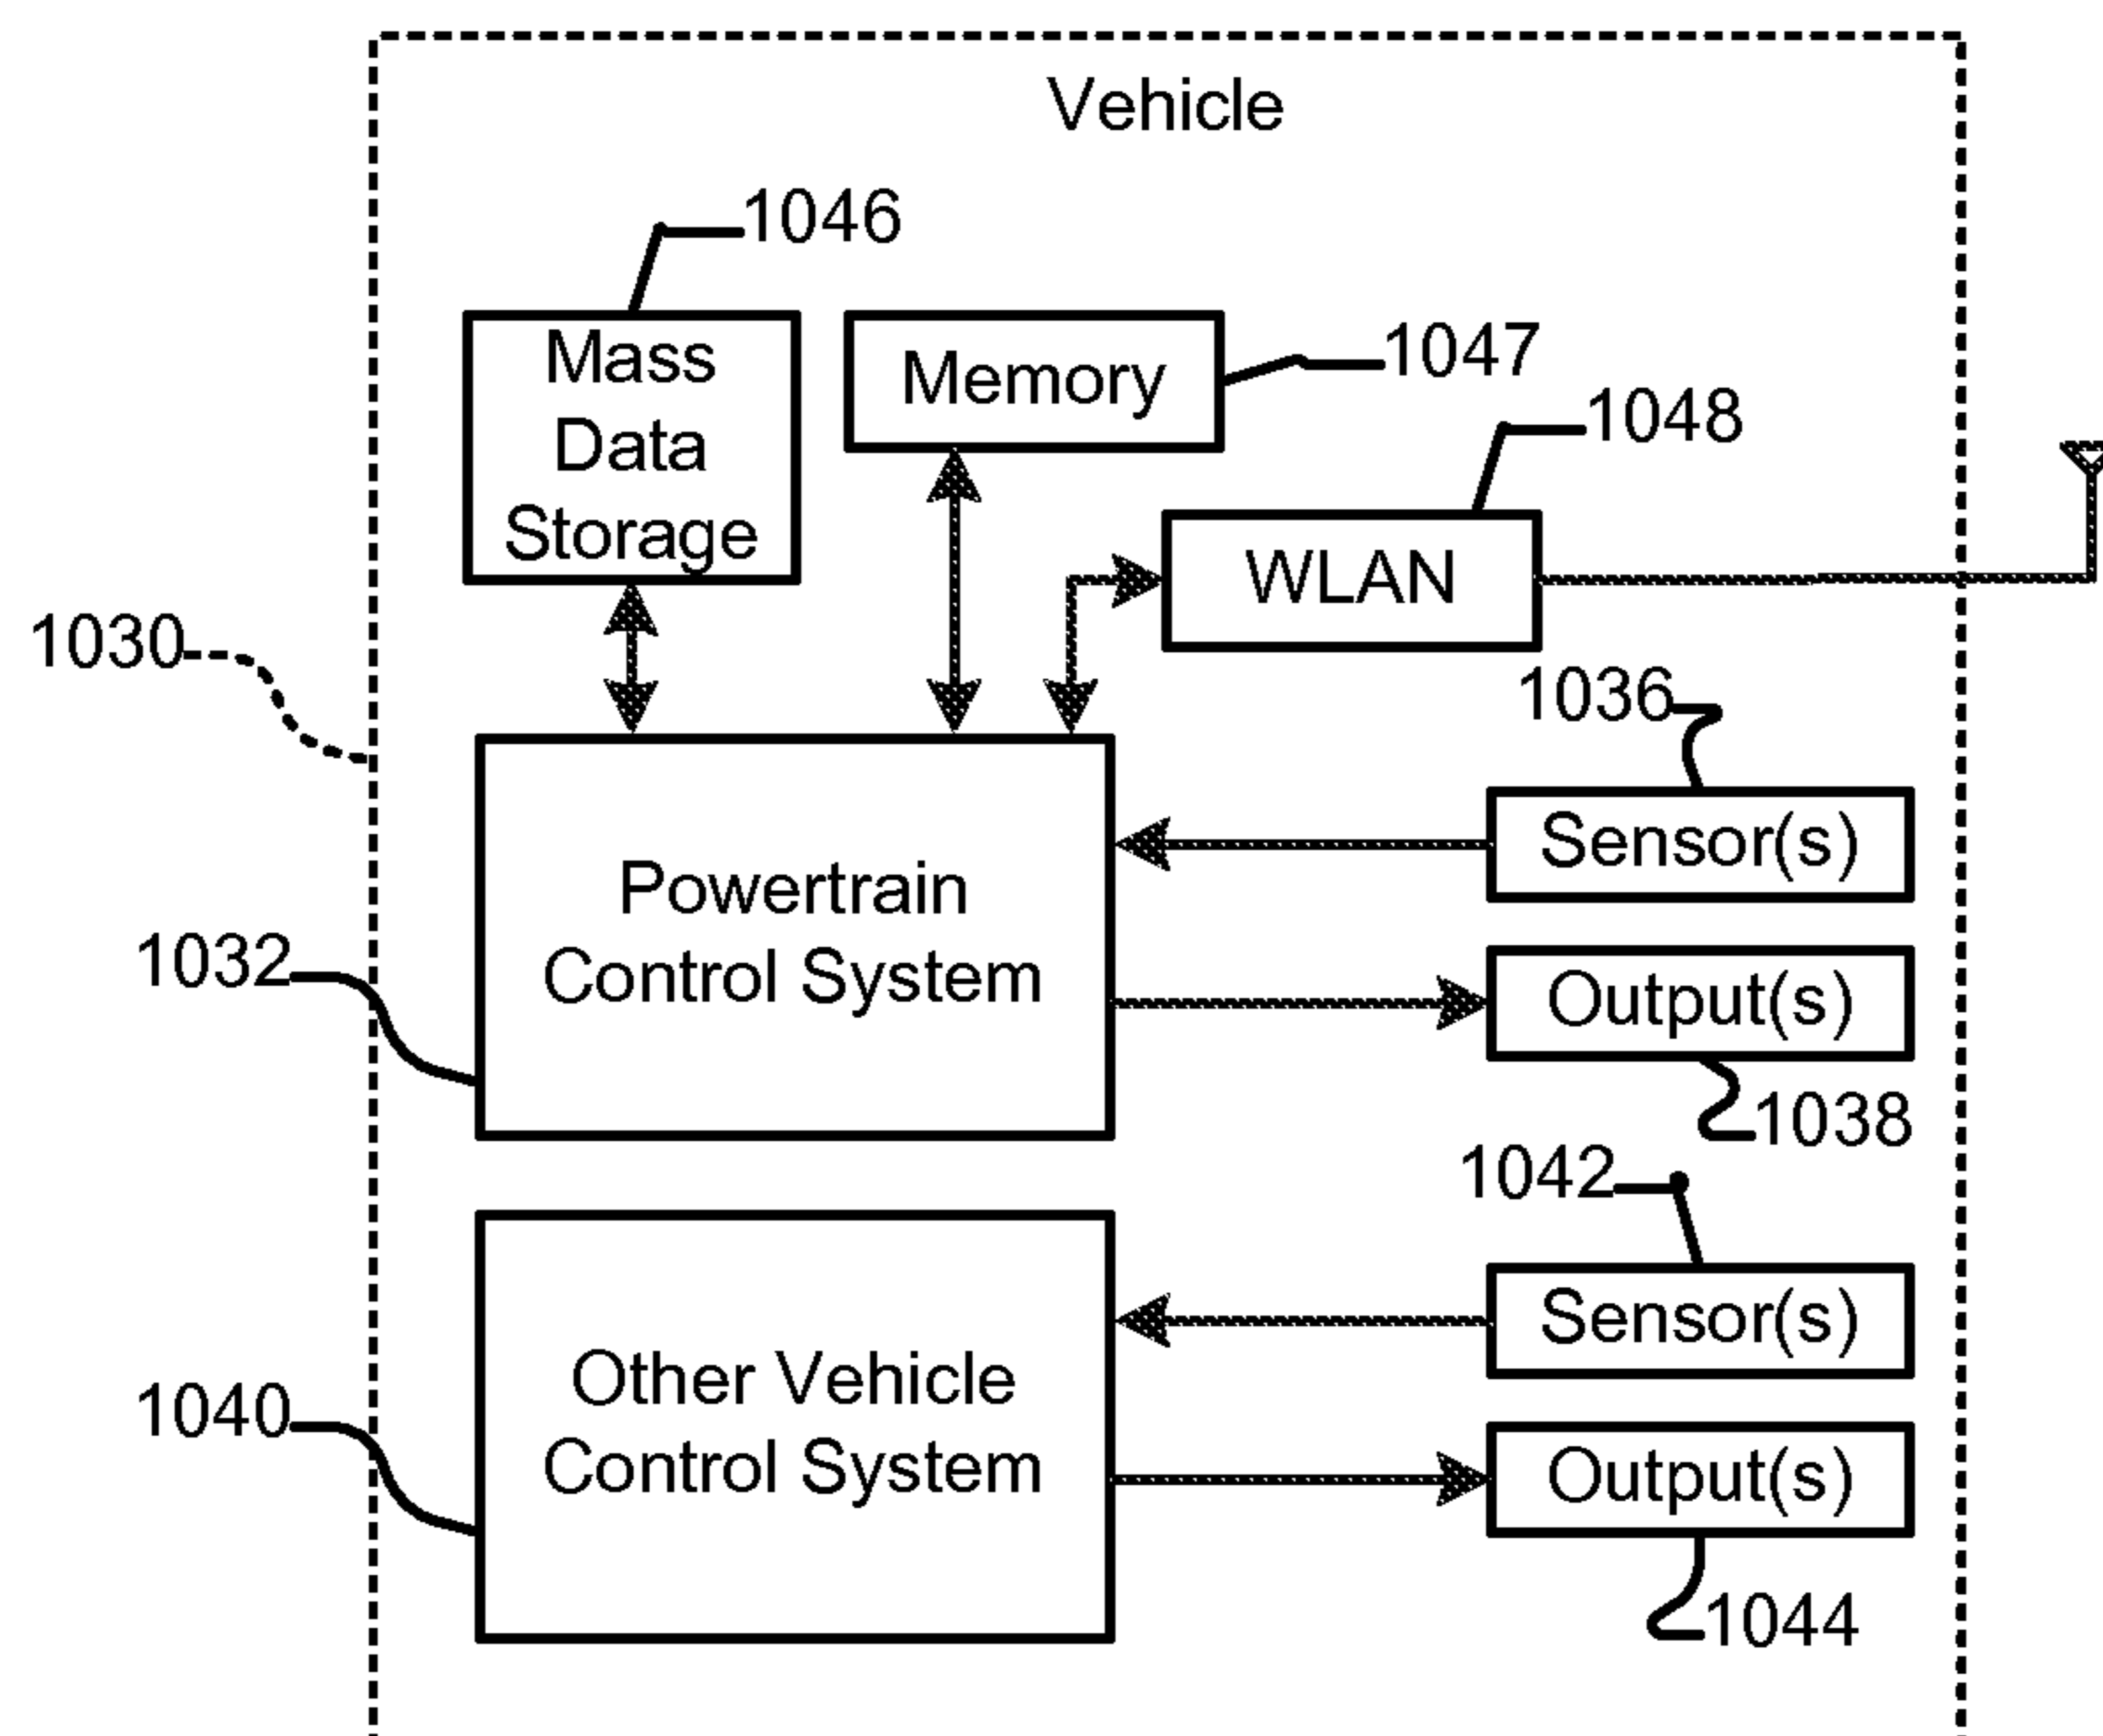 Vehicle
1046
Mass
Data
Storage
Memory
1047
1048
WLAN
1030
1036
Sensor(s)
Powertrain
Control System
1032
Output(s)
1038
1042
Sensor(s)
Other Vehicle
Control System
1040
Output(s)
1044